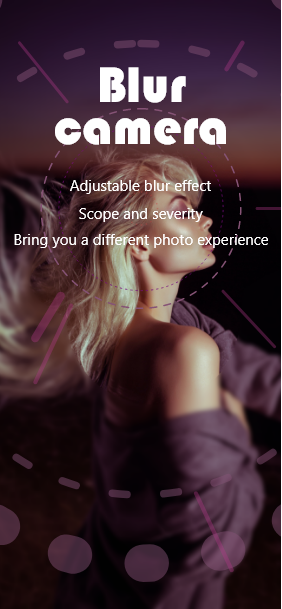 Blur
camera
Adjustable blur effect
Scope and severity
Bring you a different photo experience